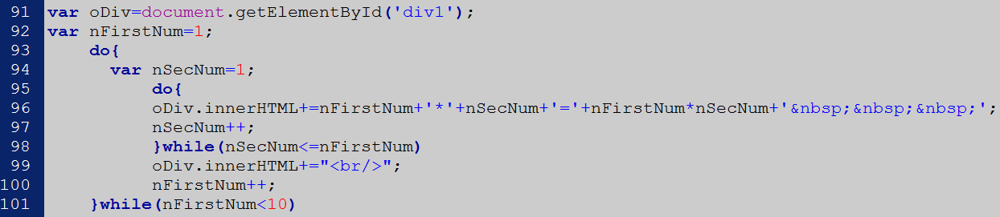 91 var oDiv=document.getElementById('div1');
92 var nFirstNum=1;
93     do{
94       var nSecNum=1;
95           do{
96           oDiv.innerHTML+=nFirstNum+'*'+nSecNum+'='+nFirstNum*nSecNum+'&nbsp;&nbsp;&nbsp;';
97           nSecNum++;
98           }while(nSecNum<=nFirstNum)
99           oDiv.innerHTML+="<br/>";
100           nFirstNum++;
101     }while(nFirstNum<10)